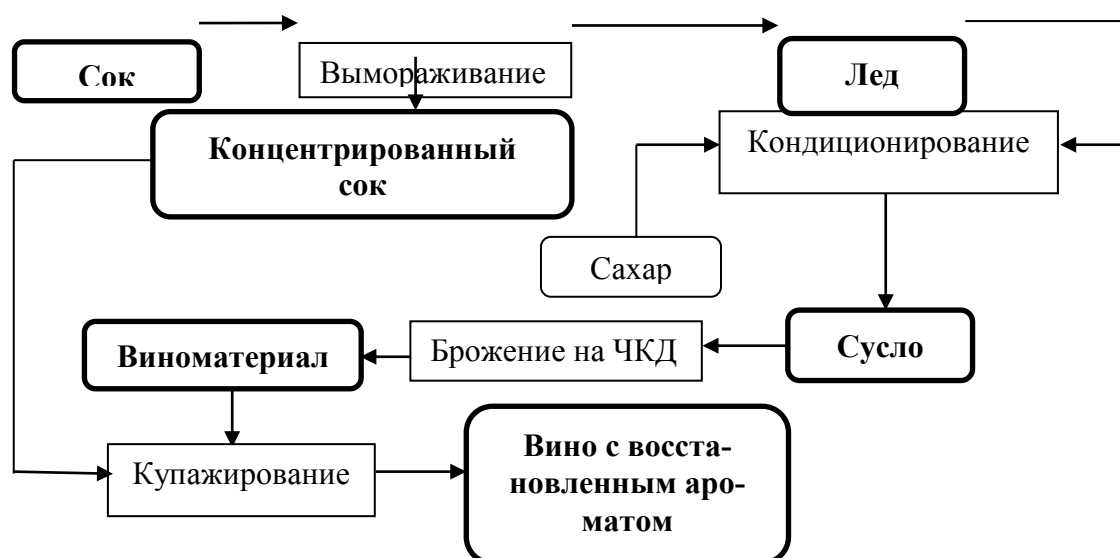 Сок
Вымораживание
Лед
Концентрированный
сок
Кондиционирование
Сахар
Виноматериал
Брожение на ЧКД
Сусло
Купажирование
Вино с восста-
новленным аро-
матом